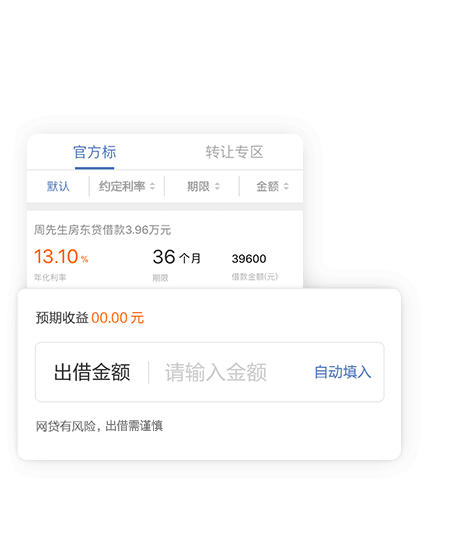 官方标 转让专区
默认 约定利率 期限 金额
周先生房东贷借款3.96万元
13.10% 36个月 39600
年化利率 期限 借款金额(元)
预期收益 00.00 元
出借金额 请输入金额 自动填入
网贷有风险，出借需谨慎